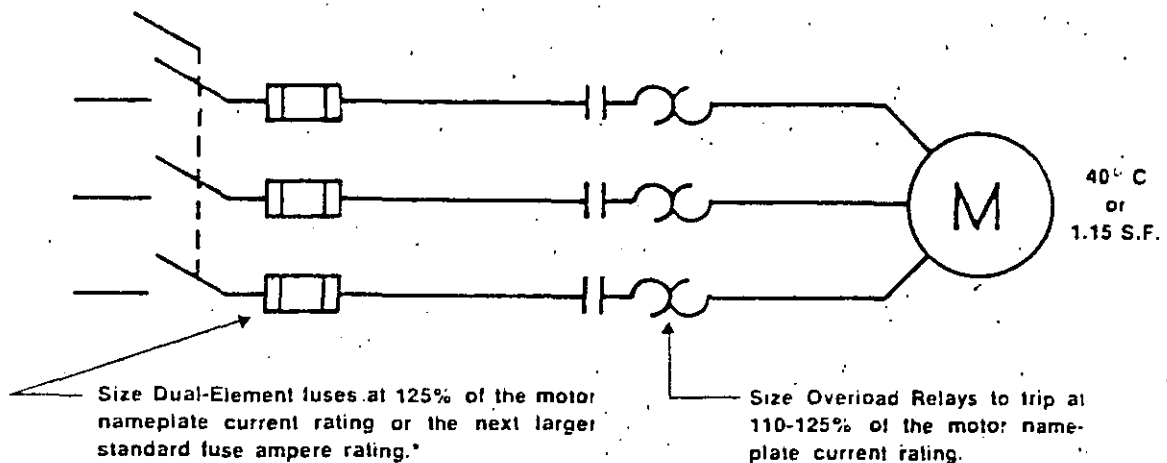 M
40° C
or
1.15 S.F.
Size Dual-Element fuses at 125% of the motor
nameplate current rating or the next larger
standard fuse ampere rating.*
Size Overload Relays to trip at
110-125% of the motor name-
plate current rating.